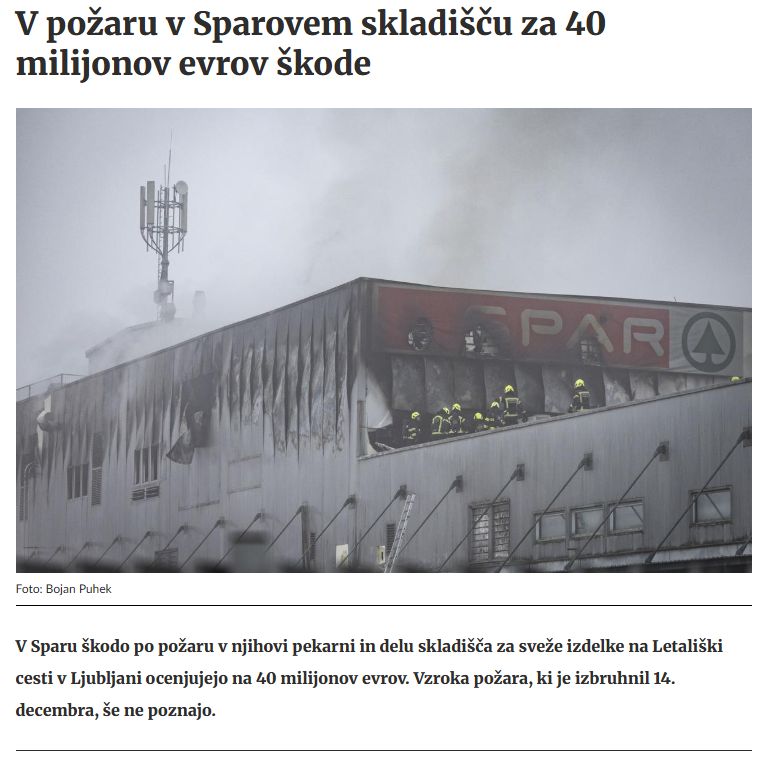 V požaru v Sparovem skladišču za 40
milijonov evrov škode
SPAR
Foto: Bojan Puhek
V Sparu škodo po požaru v njihovi pekarni in delu skladišča za sveže izdelke na Letališki
cesti v Ljubljani ocenjujejo na 40 milijonov evrov. Vzroka požara, ki je izbruhnil 14.
decembra, še ne poznajo.